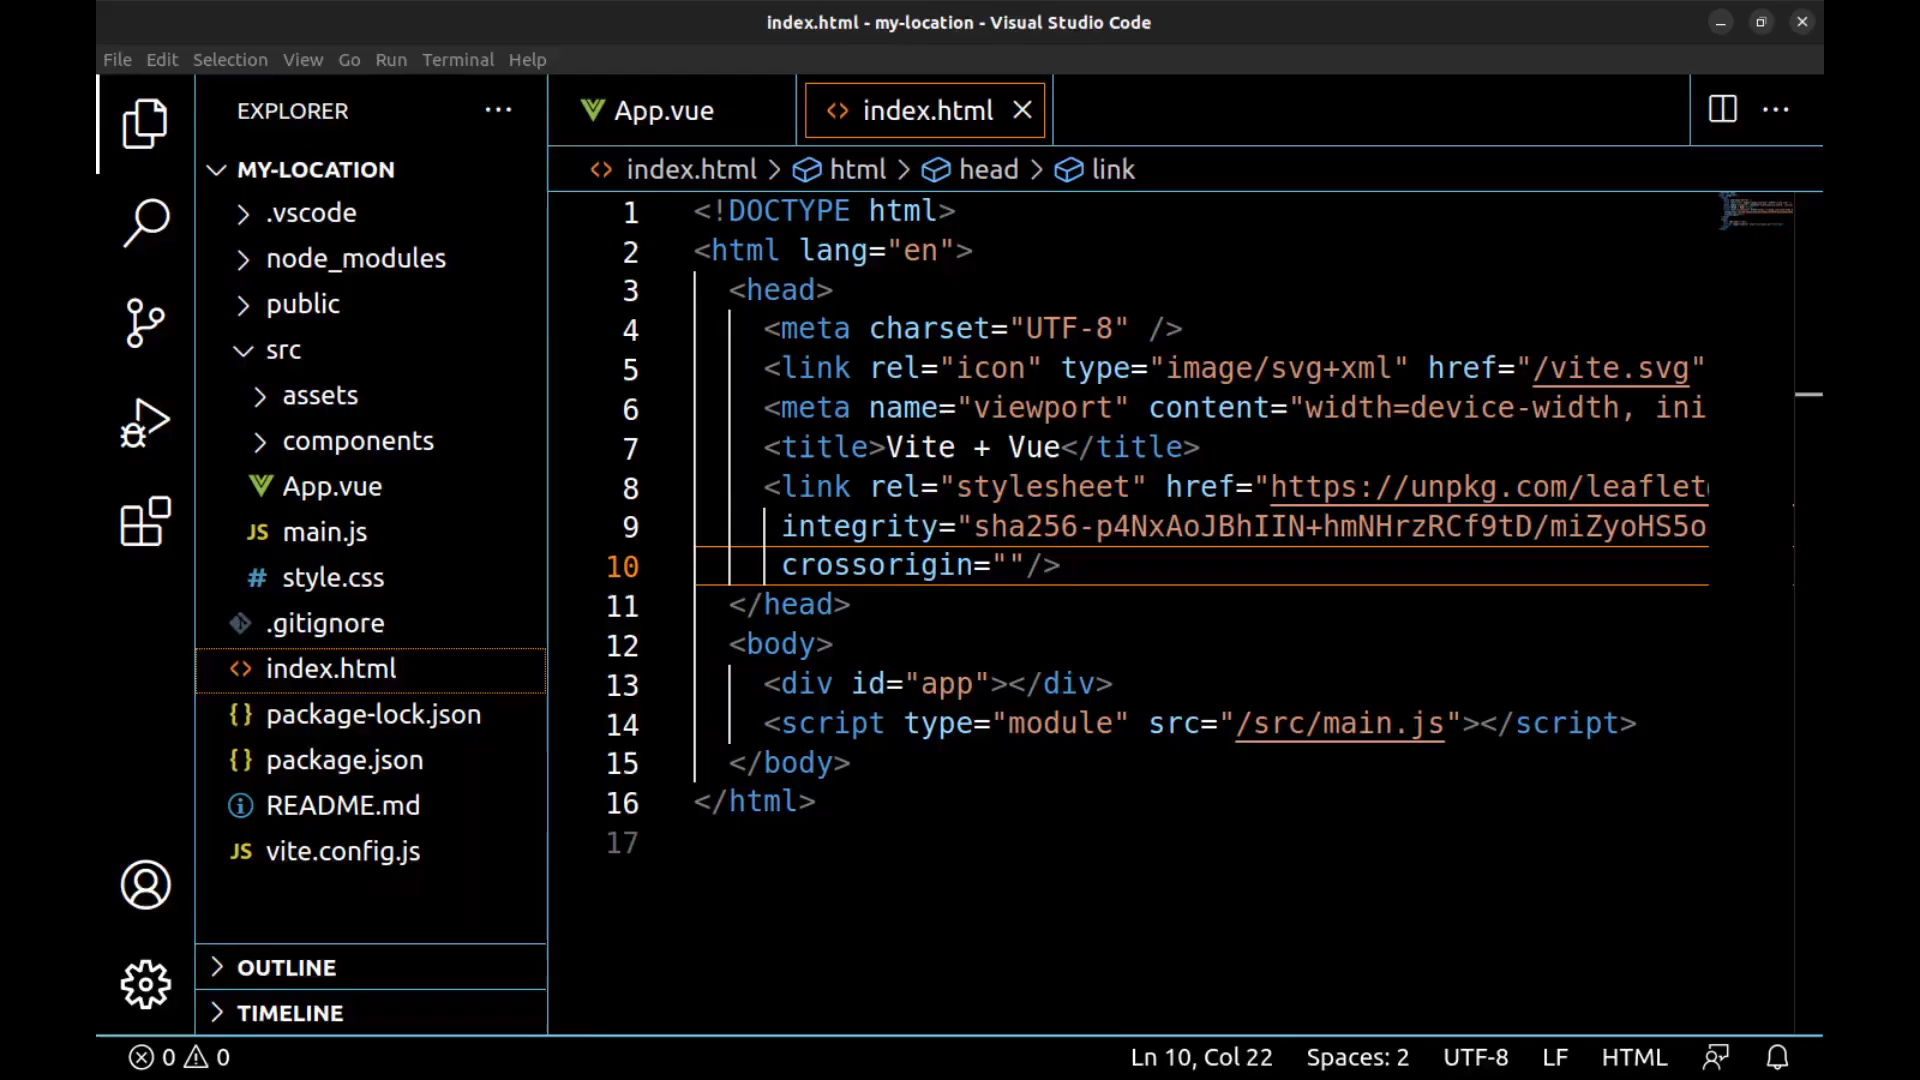 index.html - my-location - Visual Studio Code
File Edit Selection View Go Run Terminal Help
EXPLORER
MY-LOCATION
.vscode
node_modules
public
src
assets
components
App.vue
JS main.js
# style.css
.gitignore
<> index.html
{} package-lock.json
{} package.json
README.md
JS vite.config.js
OUTLINE
TIMELINE
App.vue
<> index.html
<> index.html > html > head > link
1 <!DOCTYPE html>
2 <html lang="en">
3 <head>
4 <meta charset="UTF-8" />
5 <link rel="icon" type="image/svg+xml" href="/vite.svg"
6 <meta name="viewport" content="width=device-width, ini
7 <title>Vite + Vue</title>
8 <link rel="stylesheet" href="https://unpkg.com/leaflet
9 integrity="sha256-p4NxAoJBhIIN+hmNHrzRCf9tD/miZyoHS5o
10 crossorigin=""/>
11 </head>
12 <body>
13 <div id="app"></div>
14 <script type="module" src="/src/main.js"></script>
15 </body>
16 </html>
17
0 0
Ln 10, Col 22 Spaces: 2 UTF-8 LF HTML